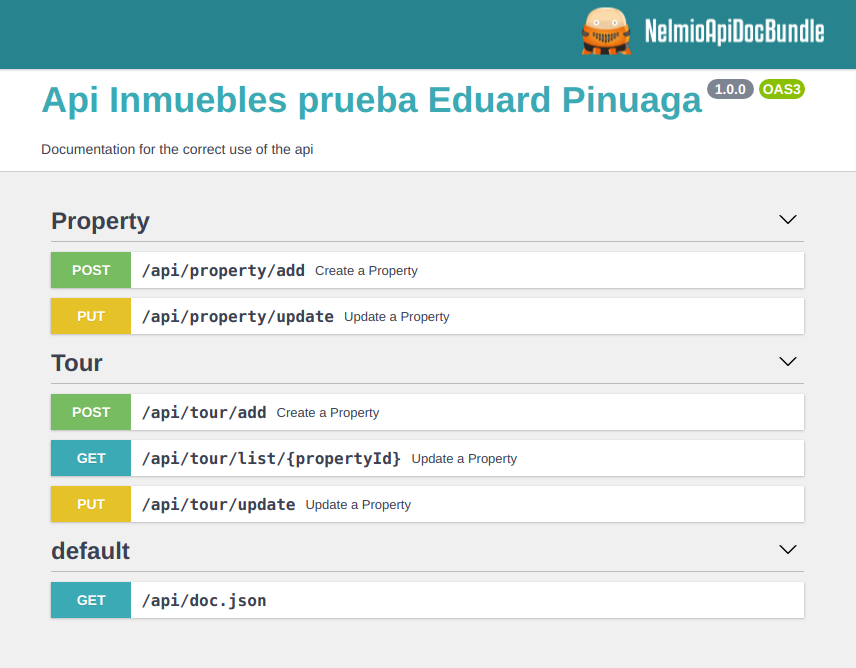 NelmioApiDocBundle
Api Inmuebles prueba Eduard Pinuaga 1.0.0 OAS3
Documentation for the correct use of the api
Property
POST /api/property/add Create a Property
PUT /api/property/update Update a Property
Tour
POST /api/tour/add Create a Property
GET /api/tour/list/{propertyId} Update a Property
PUT /api/tour/update Update a Property
default
GET /api/doc.json